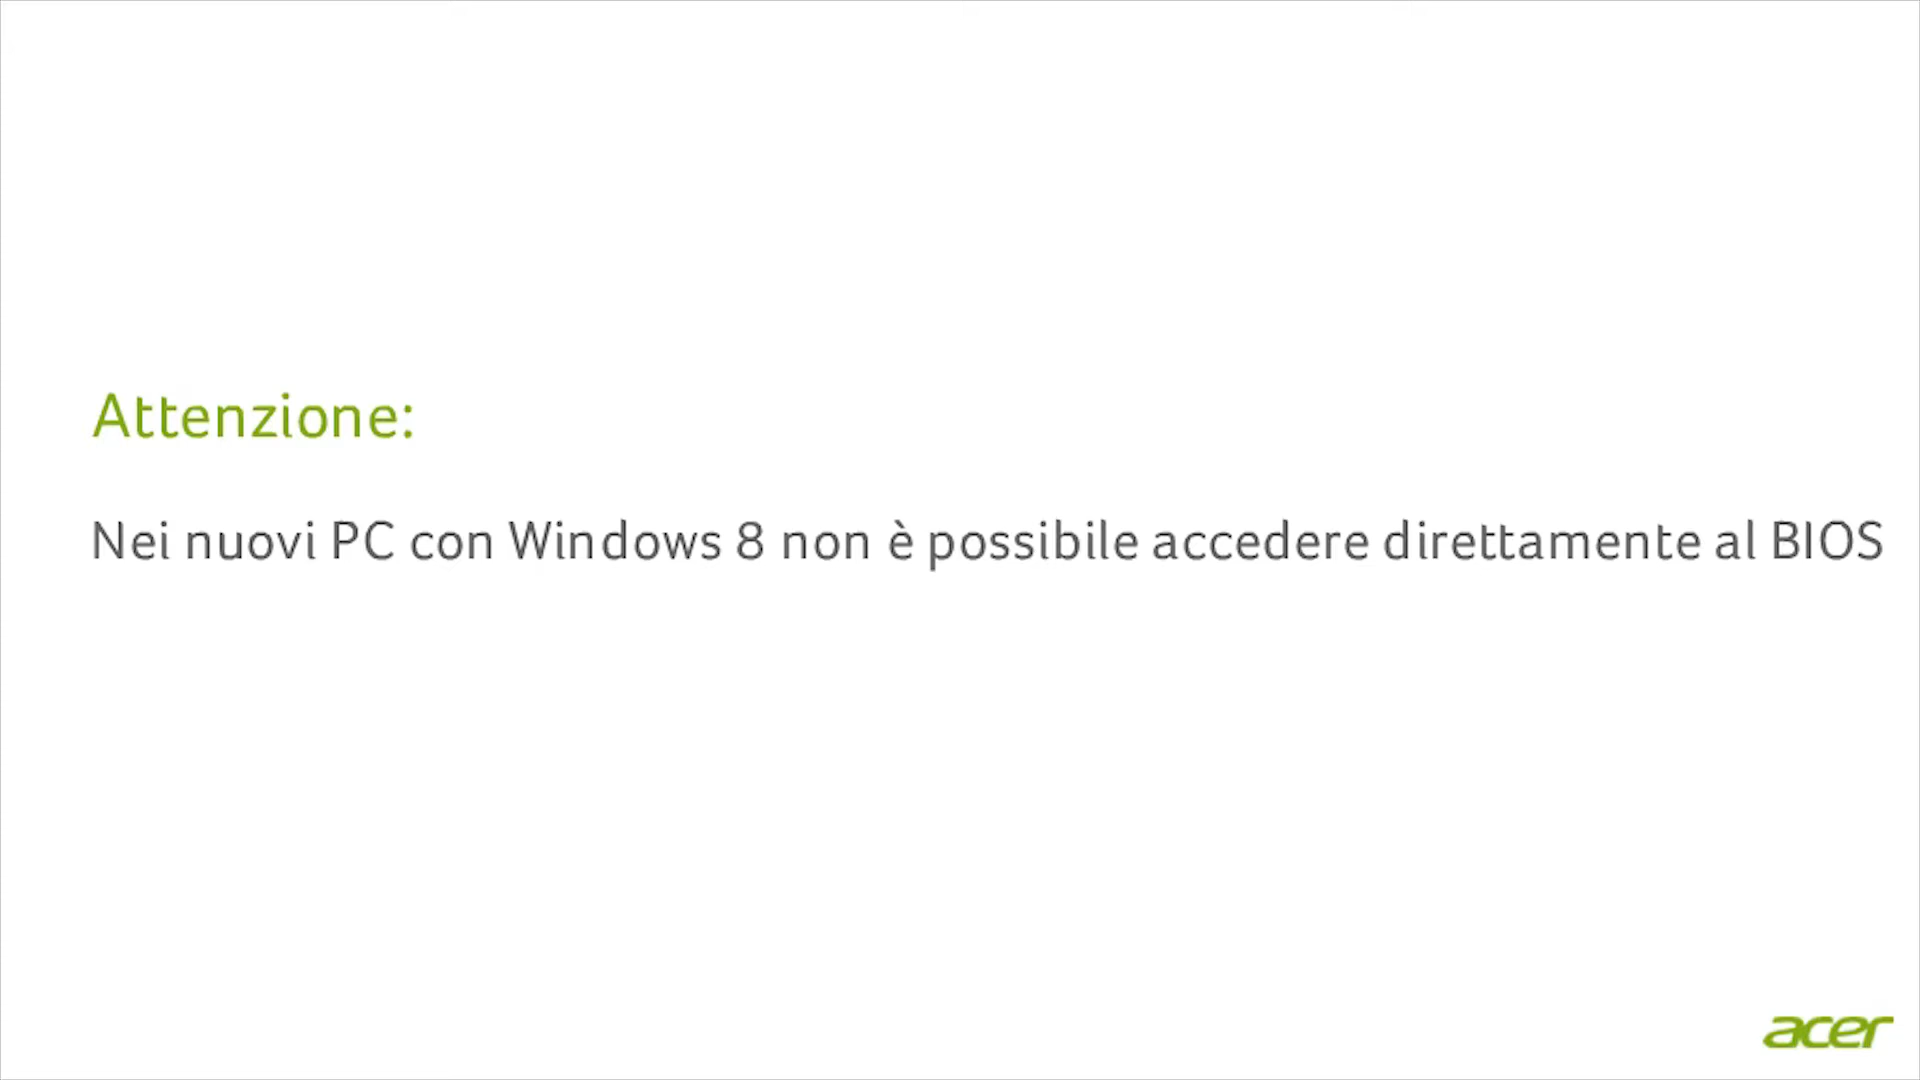 Attenzione:
Nei nuovi PC con Windows 8 non è possibile accedere direttamente al BIOS
acer